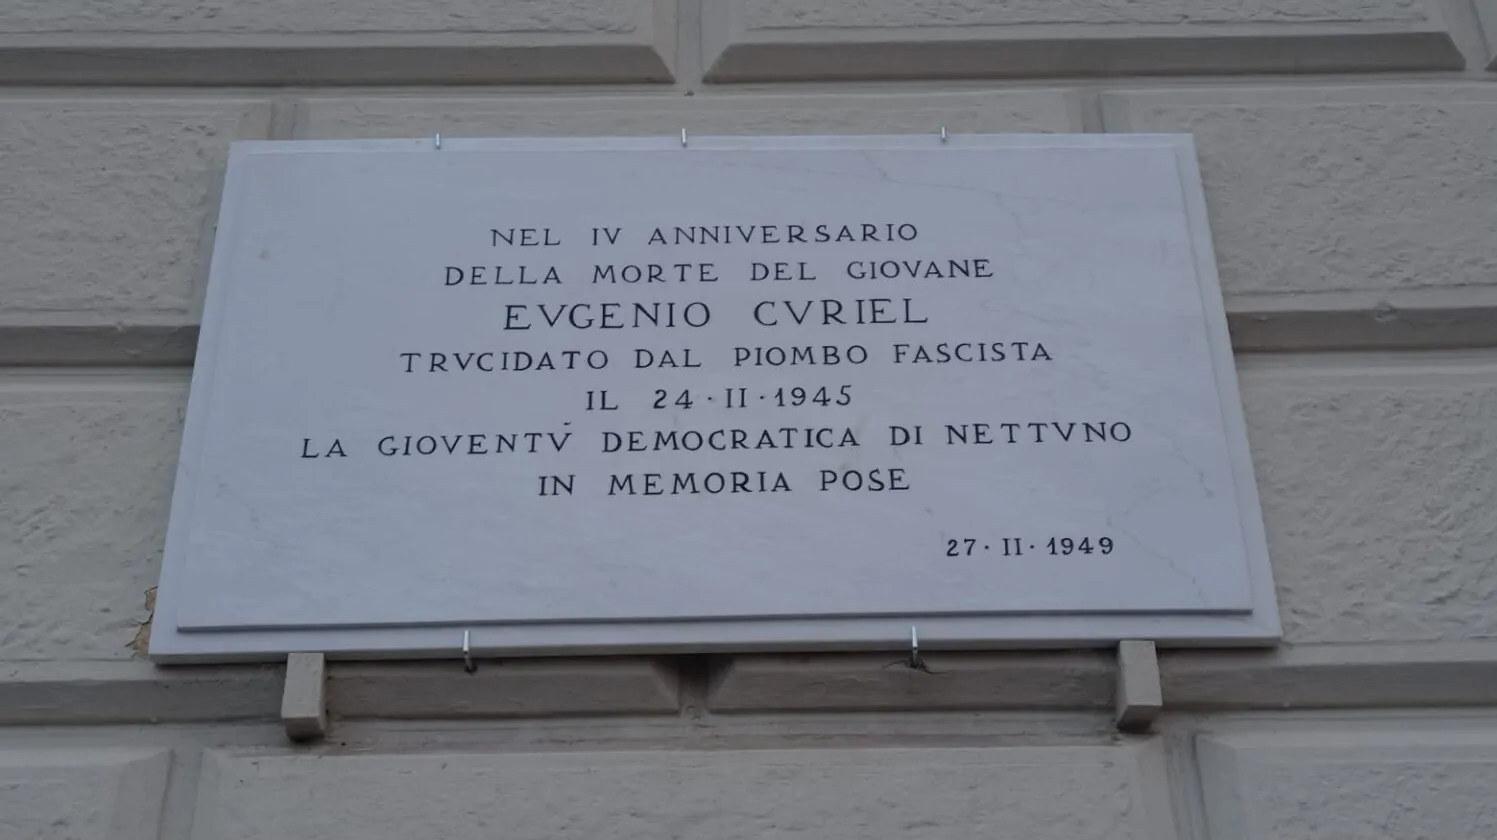 NEL IV ANNIVERSARIO
DELLA MORTE DEL GIOVANE
EVGENIO CVRIEL
TRVCIDATO DAL PIOMBO FASCISTA
IL 24·II·1945
LA GIOVENTV̀ DEMOCRATICA DI NETTVNO
IN MEMORIA POSE
27·II·1949